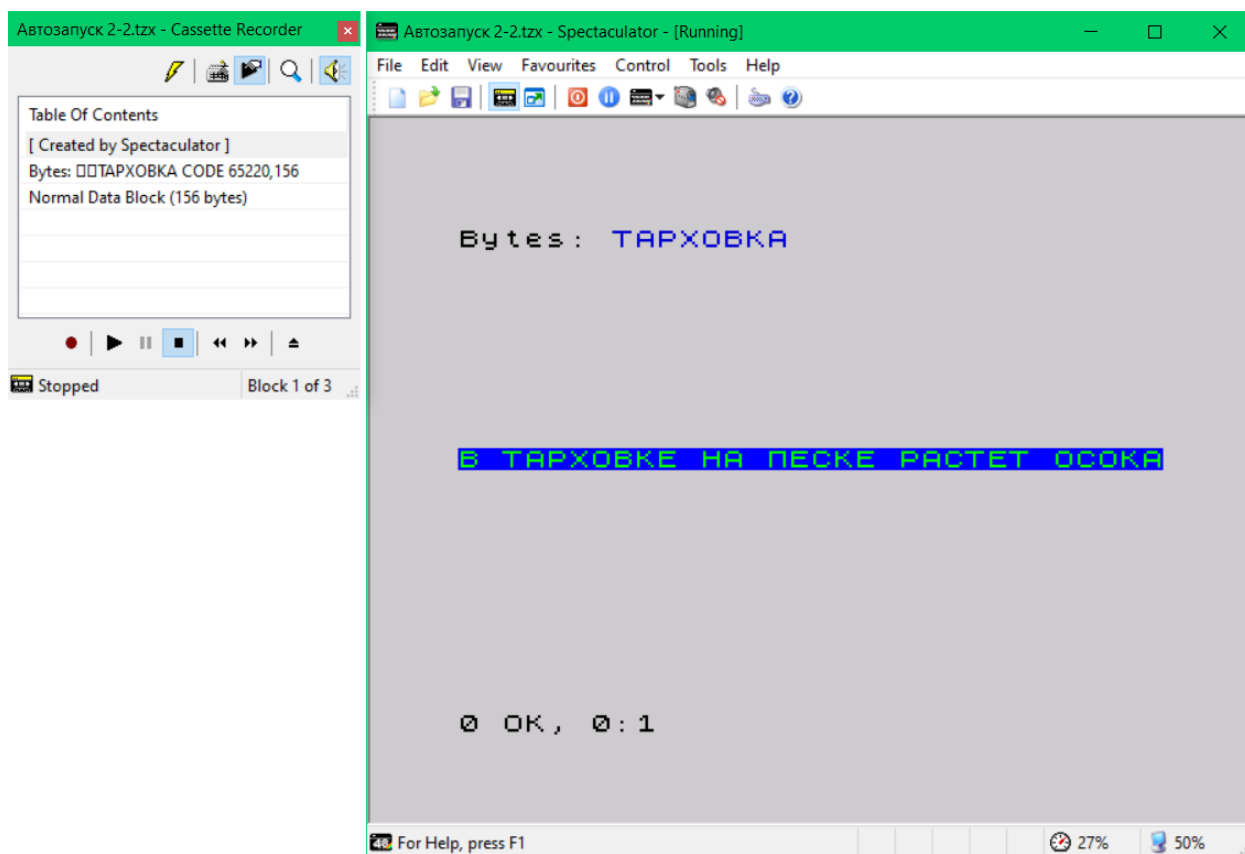 Автозапуск 2-2.tzx - Cassette Recorder
Table Of Contents
[ Created by Spectaculator ]
Bytes: □□ТАРХОВКА CODE 65220,156
Normal Data Block (156 bytes)
Stopped
Block 1 of 3
Автозапуск 2-2.tzx - Spectaculator - [Running]
File Edit View Favourites Control Tools Help
Bytes: ТАРХОВКА
В ТАРХОВКЕ НА ПЕСКЕ РАСТЕТ ОСОКА
0 OK, 0:1
48 For Help, press F1
27%
50%